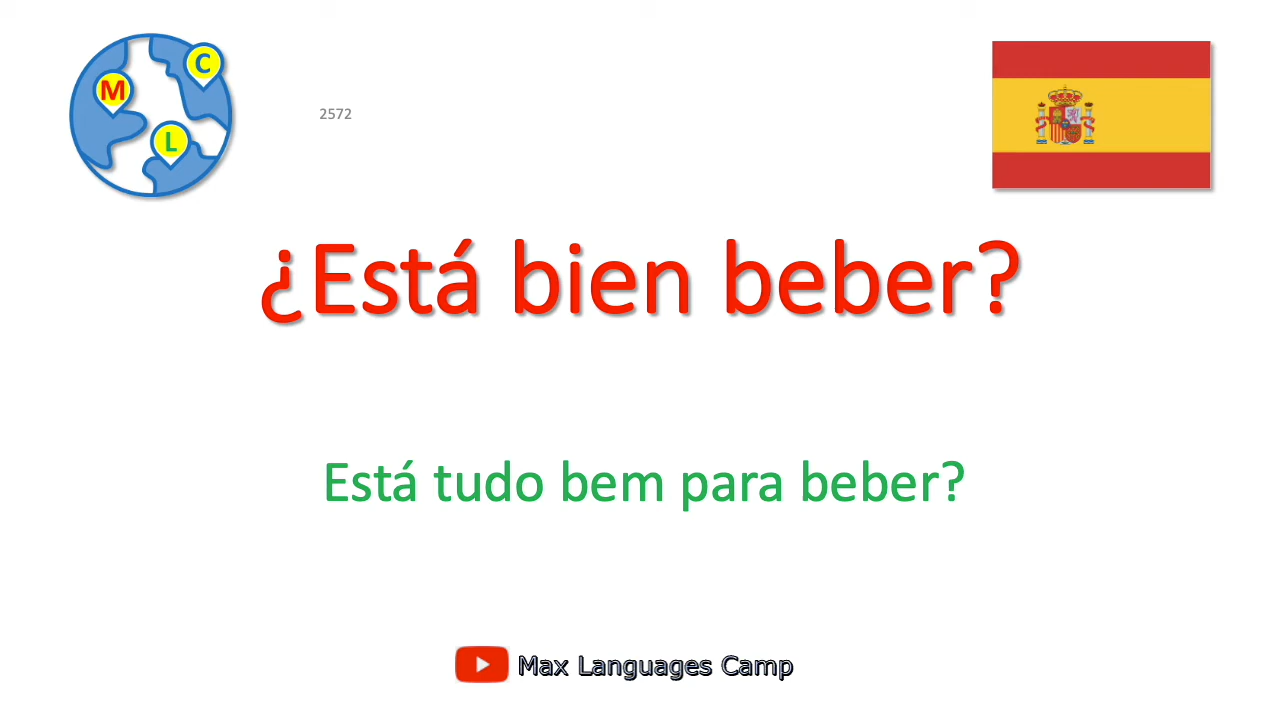 C
M
L
2572
¿Está bien beber?
Está tudo bem para beber?
Max Languages Camp